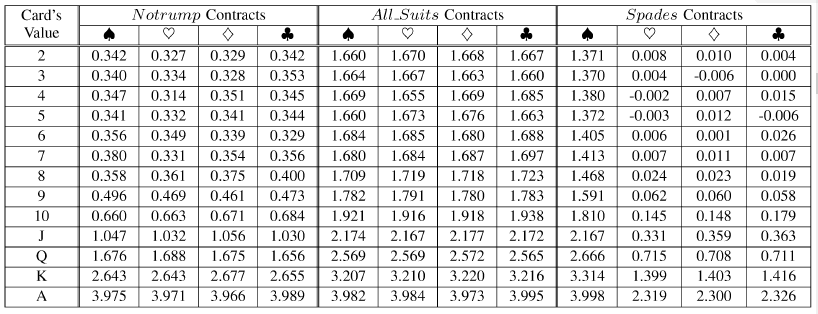 Card's Notrump Contracts All_Suits Contracts Spades Contracts
Value ♠ ♡ ♢ ♣ ♠ ♡ ♢ ♣ ♠ ♡ ♢ ♣
2 0.342 0.327 0.329 0.342 1.660 1.670 1.668 1.667 1.371 0.008 0.010 0.004
3 0.340 0.334 0.328 0.353 1.664 1.667 1.663 1.660 1.370 0.004 -0.006 0.000
4 0.347 0.314 0.351 0.345 1.669 1.655 1.669 1.685 1.380 -0.002 0.007 0.015
5 0.341 0.332 0.341 0.344 1.660 1.673 1.676 1.663 1.372 -0.003 0.012 -0.006
6 0.356 0.349 0.339 0.329 1.684 1.685 1.680 1.688 1.405 0.006 0.001 0.026
7 0.380 0.331 0.354 0.356 1.680 1.684 1.687 1.697 1.413 0.007 0.011 0.007
8 0.358 0.361 0.375 0.400 1.709 1.719 1.718 1.723 1.468 0.024 0.023 0.019
9 0.496 0.469 0.461 0.473 1.782 1.791 1.780 1.783 1.591 0.062 0.060 0.058
10 0.660 0.663 0.671 0.684 1.921 1.916 1.918 1.938 1.810 0.145 0.148 0.179
J 1.047 1.032 1.056 1.030 2.174 2.167 2.177 2.172 2.167 0.331 0.359 0.363
Q 1.676 1.688 1.675 1.656 2.569 2.569 2.572 2.565 2.666 0.715 0.708 0.711
K 2.643 2.643 2.677 2.655 3.207 3.210 3.220 3.216 3.314 1.399 1.403 1.416
A 3.975 3.971 3.966 3.989 3.982 3.984 3.973 3.995 3.998 2.319 2.300 2.326